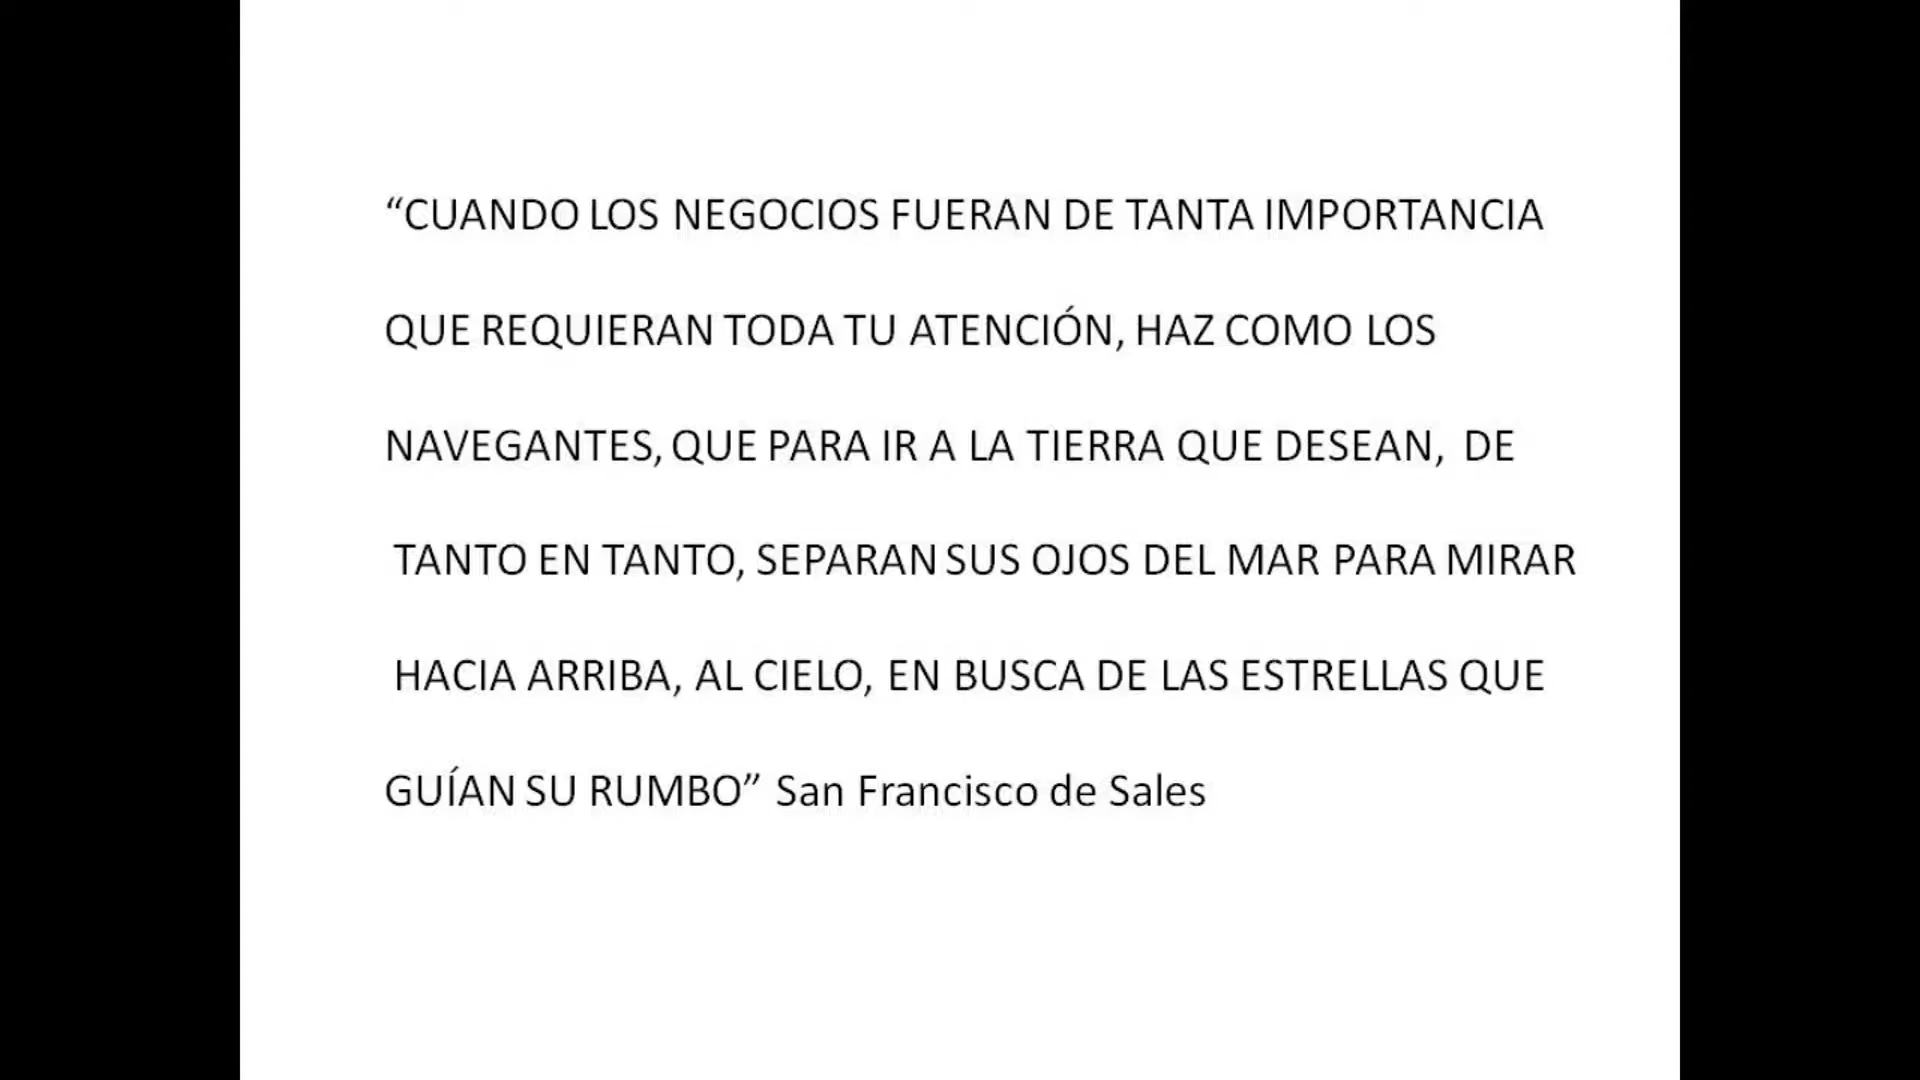 “CUANDO LOS NEGOCIOS FUERAN DE TANTA IMPORTANCIA
QUE REQUIERAN TODA TU ATENCIÓN, HAZ COMO LOS
NAVEGANTES, QUE PARA IR A LA TIERRA QUE DESEAN, DE
TANTO EN TANTO, SEPARAN SUS OJOS DEL MAR PARA MIRAR
HACIA ARRIBA, AL CIELO, EN BUSCA DE LAS ESTRELLAS QUE
GUÍAN SU RUMBO” San Francisco de Sales